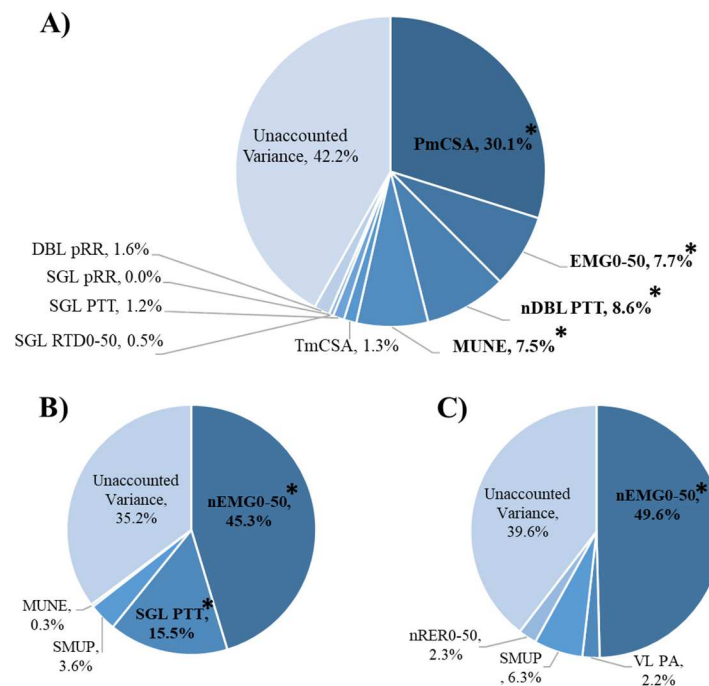 A)
Unaccounted
Variance, 42.2%
PmCSA, 30.1%*
DBL pRR, 1.6%
SGL pRR, 0.0%
SGL PTT, 1.2%
SGL RTD0-50, 0.5%
TmCSA, 1.3%
EMG0-50, 7.7%*
nDBL PTT, 8.6%*
MUNE, 7.5%*
B)
Unaccounted
Variance,
35.2%
nEMG0-50,*
45.3%
MUNE,
0.3%
SMUP,
3.6%
SGL PTT,*
15.5%
C)
Unaccounted
Variance,
39.6%
nEMG0-50,*
49.6%
nRER0-50,
2.3%
SMUP
, 6.3%
VL PA,
2.2%